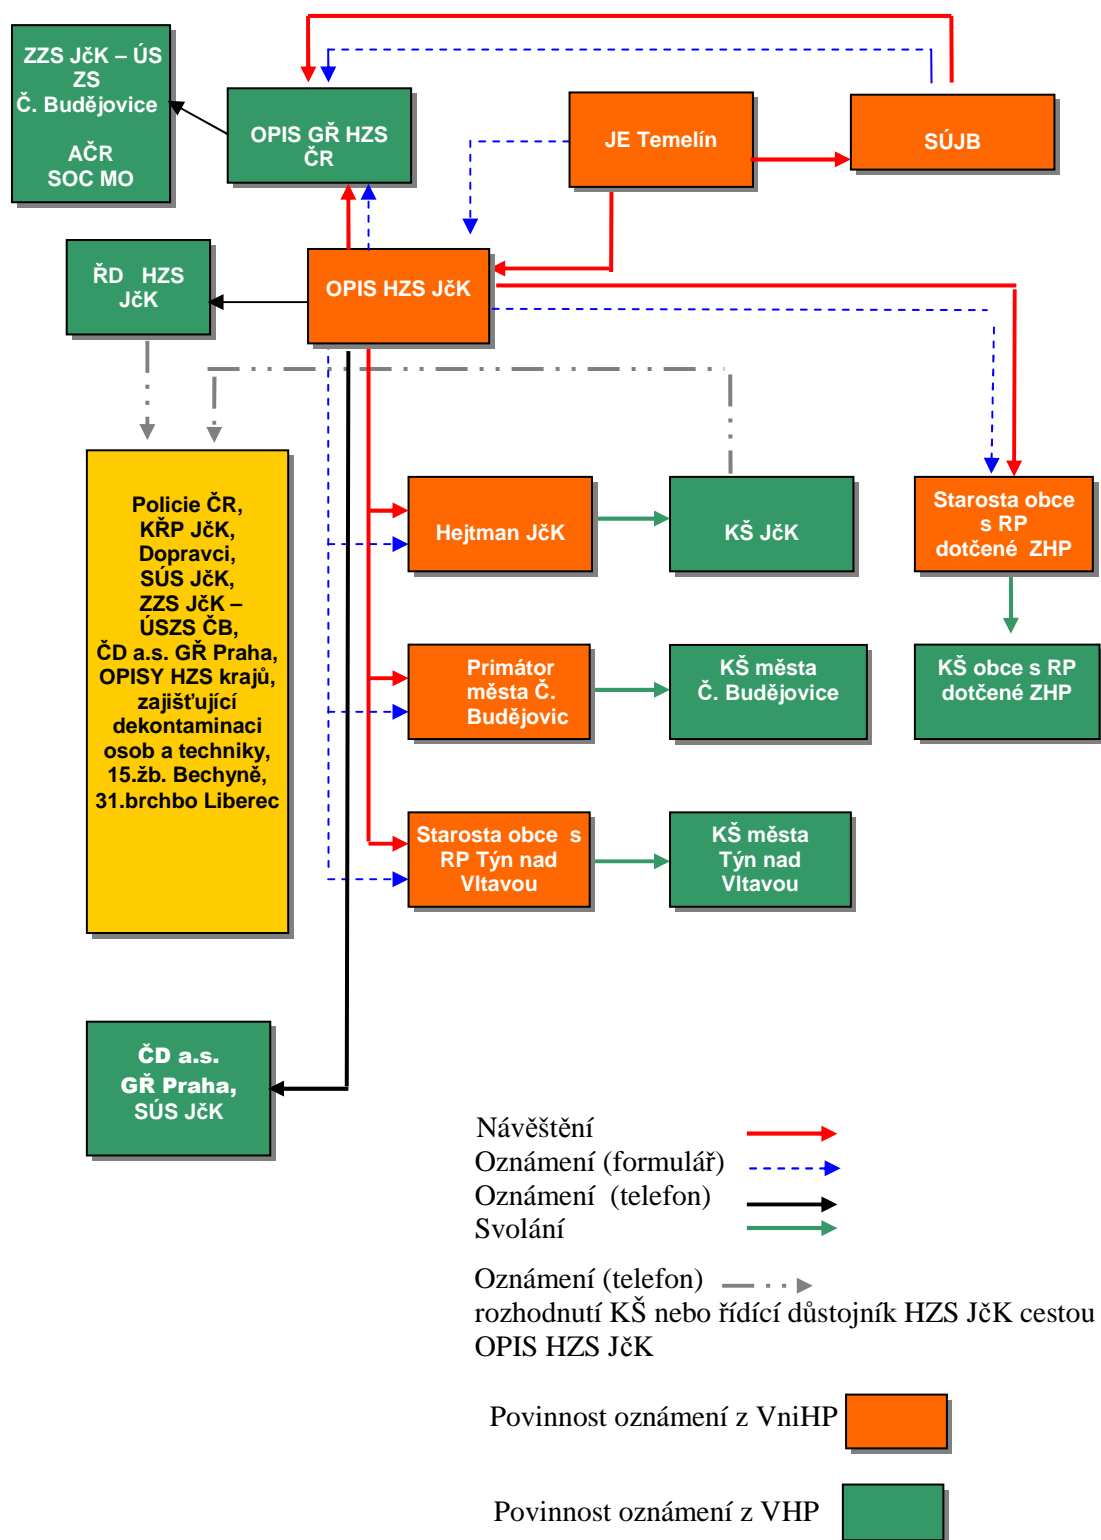 ZZS JčK – ÚS
ZS
Č. Budějovice
AČR
SOC MO
OPIS GŘ HZS
ČR
JE Temelín
SÚJB
ŘD HZS
JčK
OPIS HZS JčK
Policie ČR,
KŘP JčK,
Dopravci,
SÚS JčK,
ZZS JčK –
ÚSZS ČB,
ČD a.s. GŘ Praha,
OPISY HZS krajů,
zajišťující
dekontaminaci
osob a techniky,
15.žb. Bechyně,
31.brchbo Liberec
Hejtman JčK
KŠ JčK
Starosta obce
s RP
dotčené ZHP
Primátor
města Č.
Budějovic
KŠ města
Č. Budějovice
KŠ obce s RP
dotčené ZHP
Starosta obce s
RP Týn nad
Vltavou
KŠ města
Týn nad
Vltavou
ČD a.s.
GŘ Praha,
SÚS JčK
Návěštění
Oznámení (formulář)
Oznámení (telefon)
Svolání
Oznámení (telefon)
rozhodnutí KŠ nebo řídící důstojník HZS JčK cestou
OPIS HZS JčK
Povinnost oznámení z VniHP
Povinnost oznámení z VHP